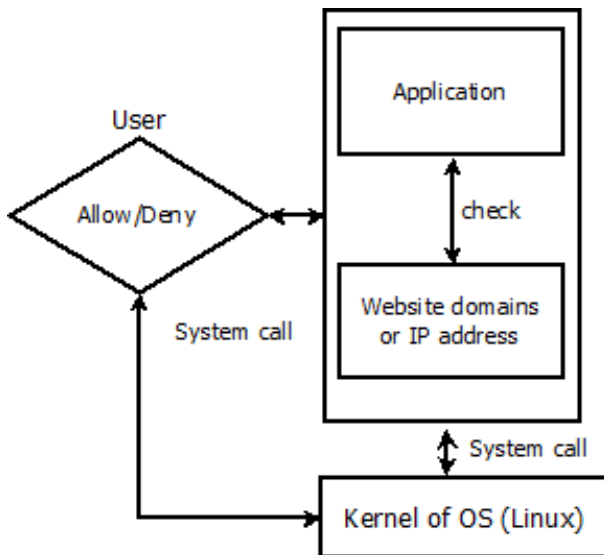 Application
User
Allow/Deny
check
Website domains
or IP address
System call
System call
Kernel of OS (Linux)